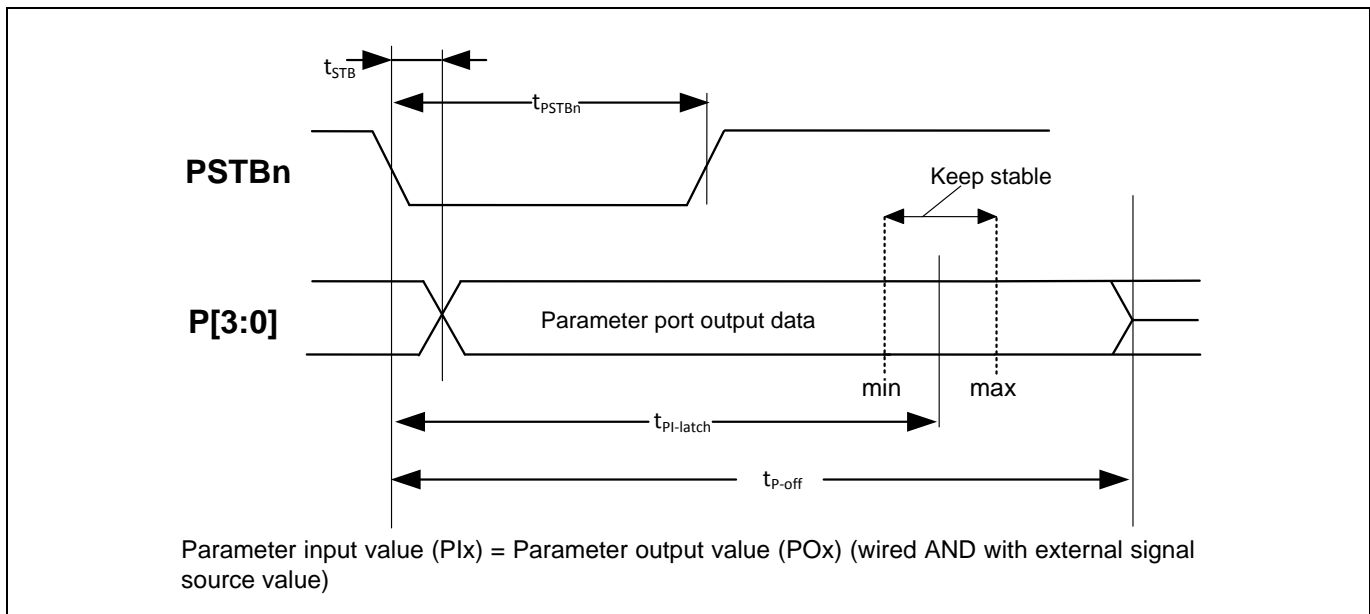 tSTB
tPSTBn
PSTBn
Keep stable
P[3:0]
Parameter port output data
min
max
tPI-latch
tP-off
Parameter input value (PIx) = Parameter output value (POx) (wired AND with external signal
source value)